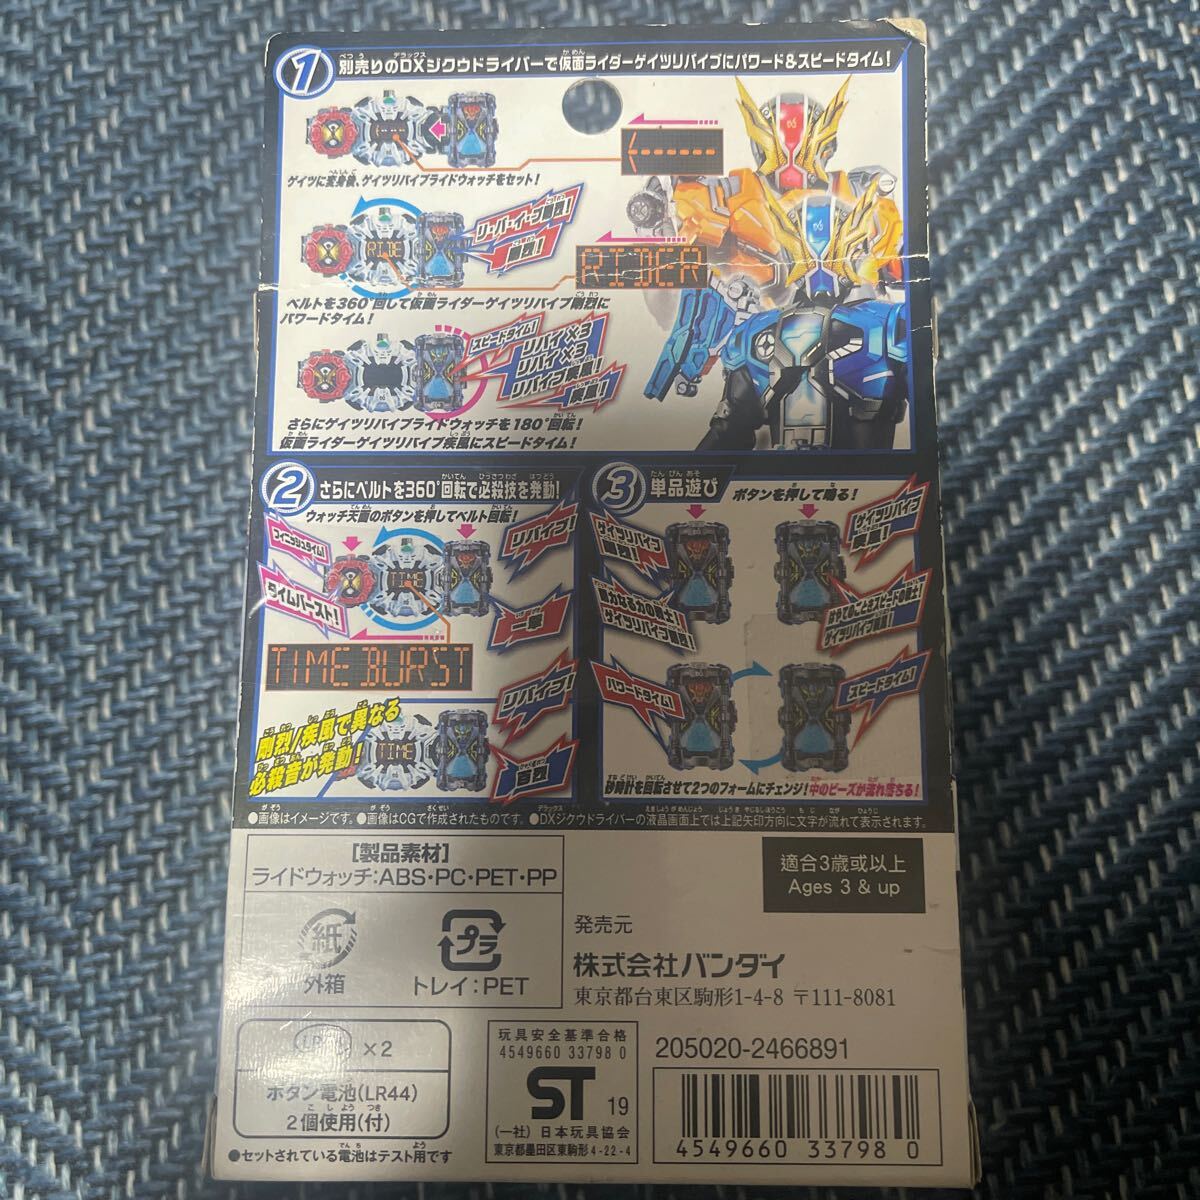 1
別売りのDXジクウドライバーで仮面ライダーゲイツリバイブにパワード&スピードタイム!
ゲイツに変身後、ゲイツリバイブライドウォッチをセット!
RIDE
リ・バ・イ・ブ剛烈!
剛烈!
RIDER
ベルトを360°回して仮面ライダーゲイツリバイブ剛烈に
パワードタイム!
スピードタイム!
リバイ×3
リバイ×3
リバイブ疾風!
疾風!
さらにゲイツリバイブライドウォッチを180°回転!
仮面ライダーゲイツリバイブ疾風にスピードタイム!
2
さらにベルトを360°回転で必殺技を発動!
ウォッチ天面のボタンを押してベルト回転!
フィニッシュタイム!
リバイブ!
TIME
タイムバースト!
一撃
TIME BURST
剛烈/疾風で異なる
必殺音が発動!
リバイブ!
TIME
百烈
3
単品遊び
ボタンを押して鳴る!
ゲイツリバイブ
剛烈!
ゲイツリバイブ
疾風!
ゲイツリバイブ剛烈!
ゲイツリバイブ疾風!
パワードタイム!
スピードタイム!
砂時計を回転させて2つのフォームにチェンジ!中のビーズが流れ落ちる!
●画像はイメージです。●画像はCGで作成されたものです。●DXジクウドライバーの液晶画面上では上記矢印方向に文字が流れて表示されます。
[製品素材]
ライドウォッチ:ABS・PC・PET・PP
適合3歳或以上
Ages 3 & up
紙
外箱
プラ
トレイ:PET
発売元
株式会社バンダイ
東京都台東区駒形1-4-8 〒111-8081
LR ×2
ボタン電池(LR44)
2個使用(付)
●セットされている電池はテスト用です
玩具安全基準合格
4549660 33798 0
ST 19
(一社) 日本玩具協会
東京都墨田区東駒形4-22-4
205020-2466891
4549660 337980